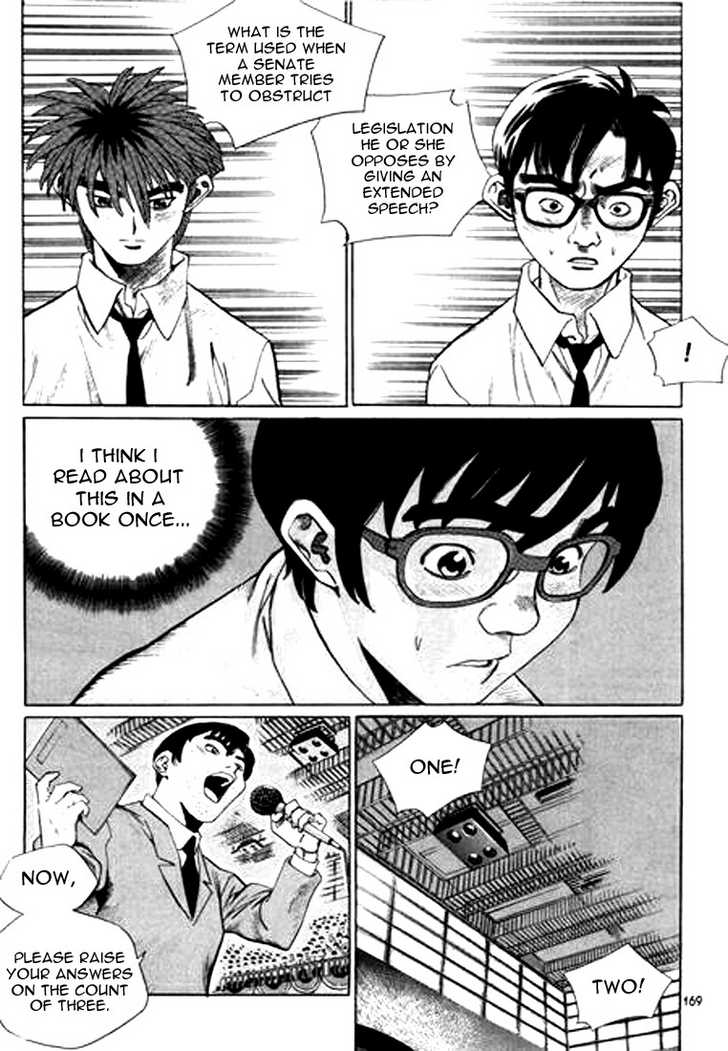 WHAT IS THE
TERM USED WHEN
A SENATE
MEMBER TRIES
TO OBSTRUCT
LEGISLATION
HE OR SHE
OPPOSES BY
GIVING AN
EXTENDED
SPEECH?
!
I THINK I
READ ABOUT
THIS IN A
BOOK ONCE...
NOW,
PLEASE RAISE
YOUR ANSWERS
ON THE COUNT
OF THREE.
ONE!
TWO!
169